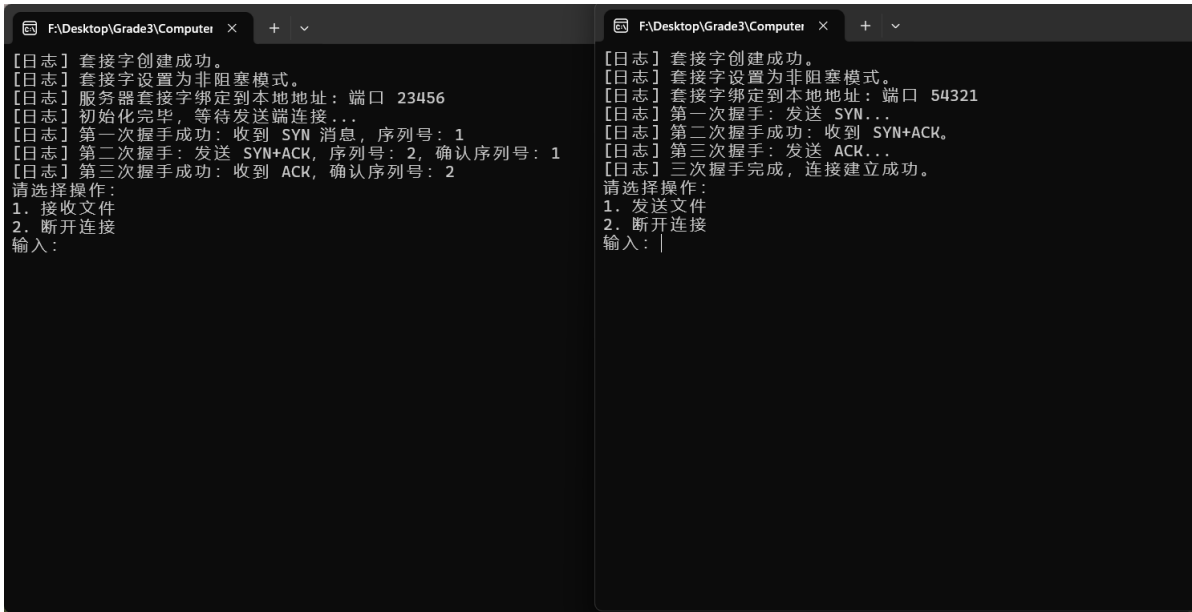 F:\Desktop\Grade3\Computer
[日志] 套接字创建成功。
[日志] 套接字设置为非阻塞模式。
[日志] 服务器套接字绑定到本地地址: 端口 23456
[日志] 初始化完毕, 等待发送端连接...
[日志] 第一次握手成功: 收到 SYN 消息, 序列号: 1
[日志] 第二次握手: 发送 SYN+ACK, 序列号: 2, 确认序列号: 1
[日志] 第三次握手成功: 收到 ACK, 确认序列号: 2
请选择操作:
1. 接收文件
2. 断开连接
输入:
F:\Desktop\Grade3\Computer
[日志] 套接字创建成功。
[日志] 套接字设置为非阻塞模式。
[日志] 套接字绑定到本地地址: 端口 54321
[日志] 第一次握手: 发送 SYN...
[日志] 第二次握手成功: 收到 SYN+ACK。
[日志] 第三次握手: 发送 ACK...
[日志] 三次握手完成, 连接建立成功。
请选择操作:
1. 发送文件
2. 断开连接
输入: